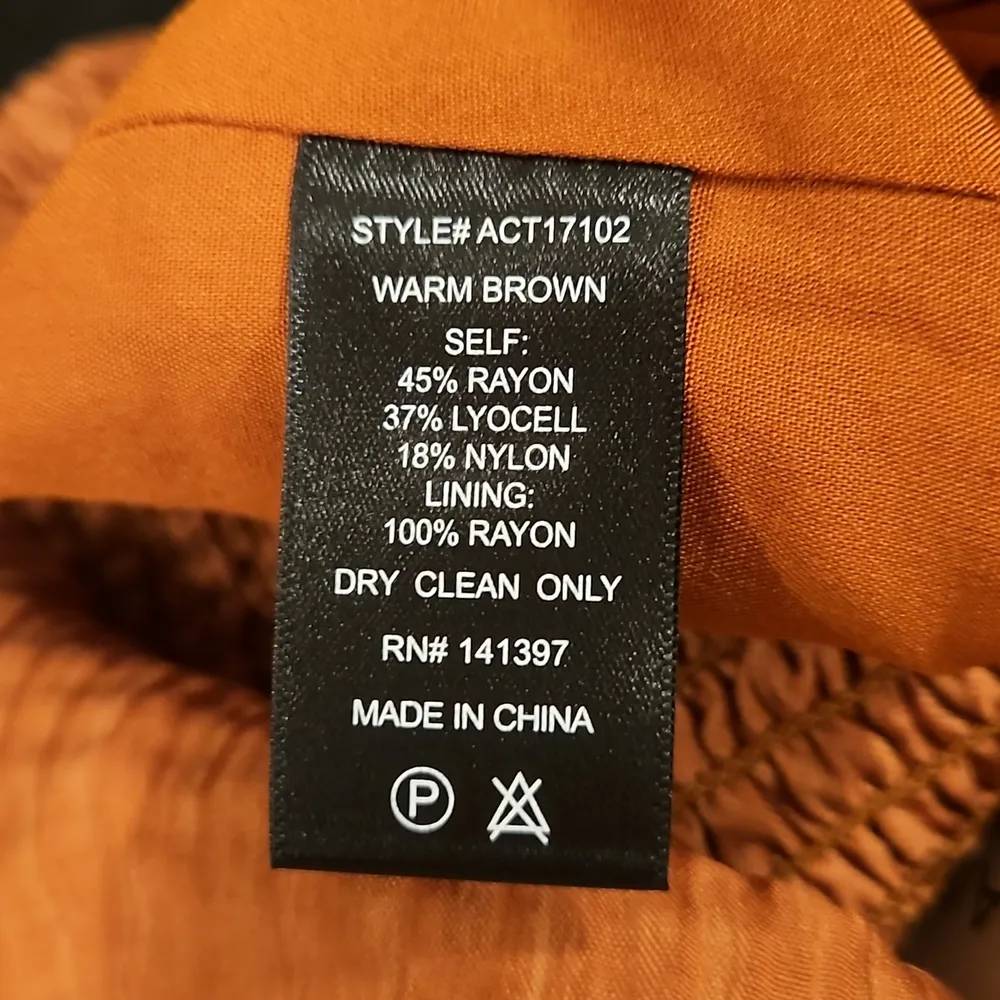 STYLE# ACT17102
WARM BROWN
SELF:
45% RAYON
37% LYOCELL
18% NYLON
LINING:
100% RAYON
DRY CLEAN ONLY
RN# 141397
MADE IN CHINA
P